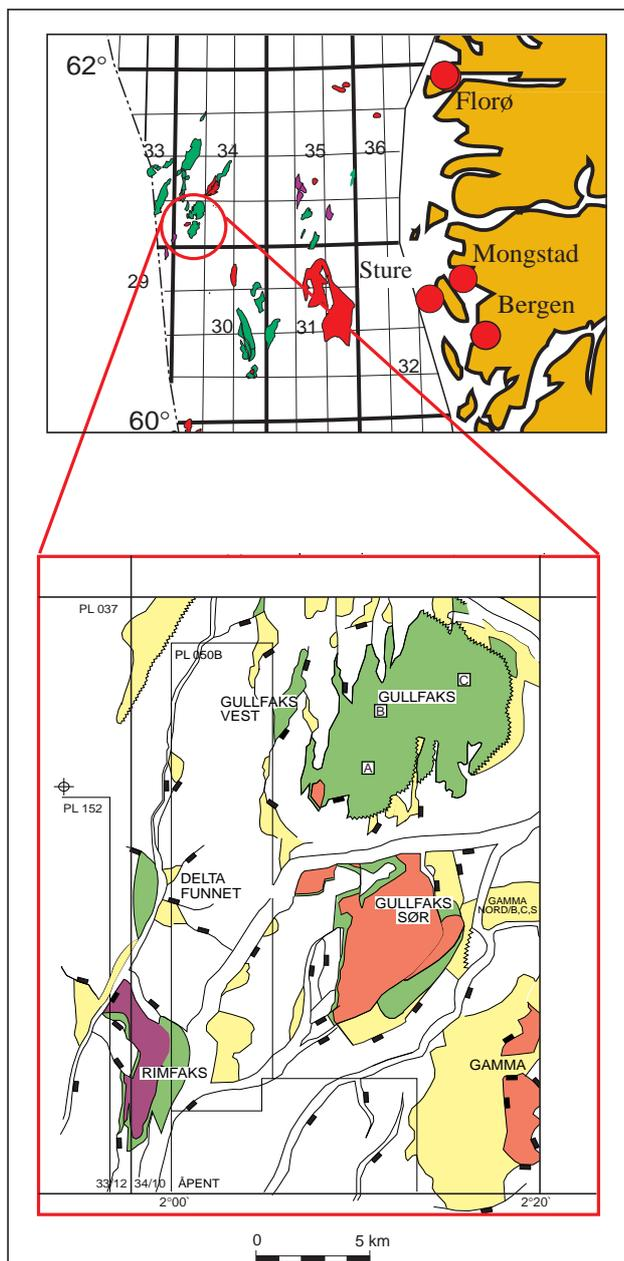 62°
Florø
33
34
35
36
29
Sture
Mongstad
Bergen
30
31
32
60°
PL 037
PL 050B
GULLFAKS
VEST
GULLFAKS
C
B
A
PL 152
DELTA
FUNNET
GULLFAKS
SØR
GAMMA
NORD/B,C,S
RIMFAKS
GAMMA
33/12
34/10
ÅPENT
2°00`
2°20`
0
5 km